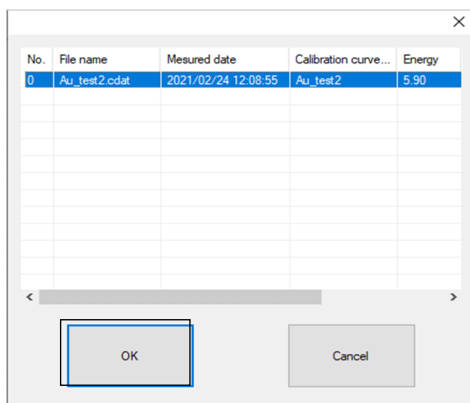 No. File name Mesured date Calibration curve... Energy
0 Au_test2.cdat 2021/02/24 12:08:55 Au_test2 5.90
OK Cancel